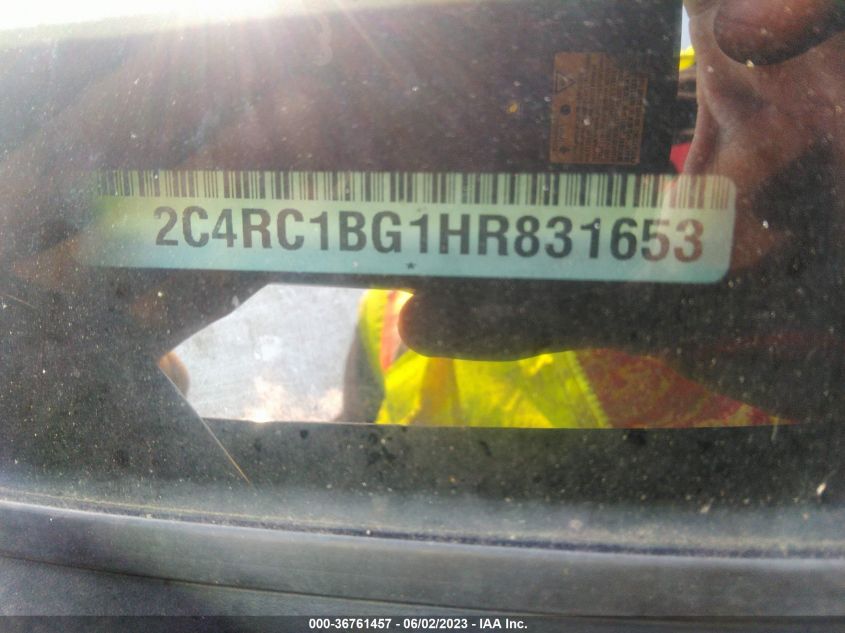 2C4RC1BG1HR831653
*
000-36761457 - 06/02/2023 - IAA Inc.